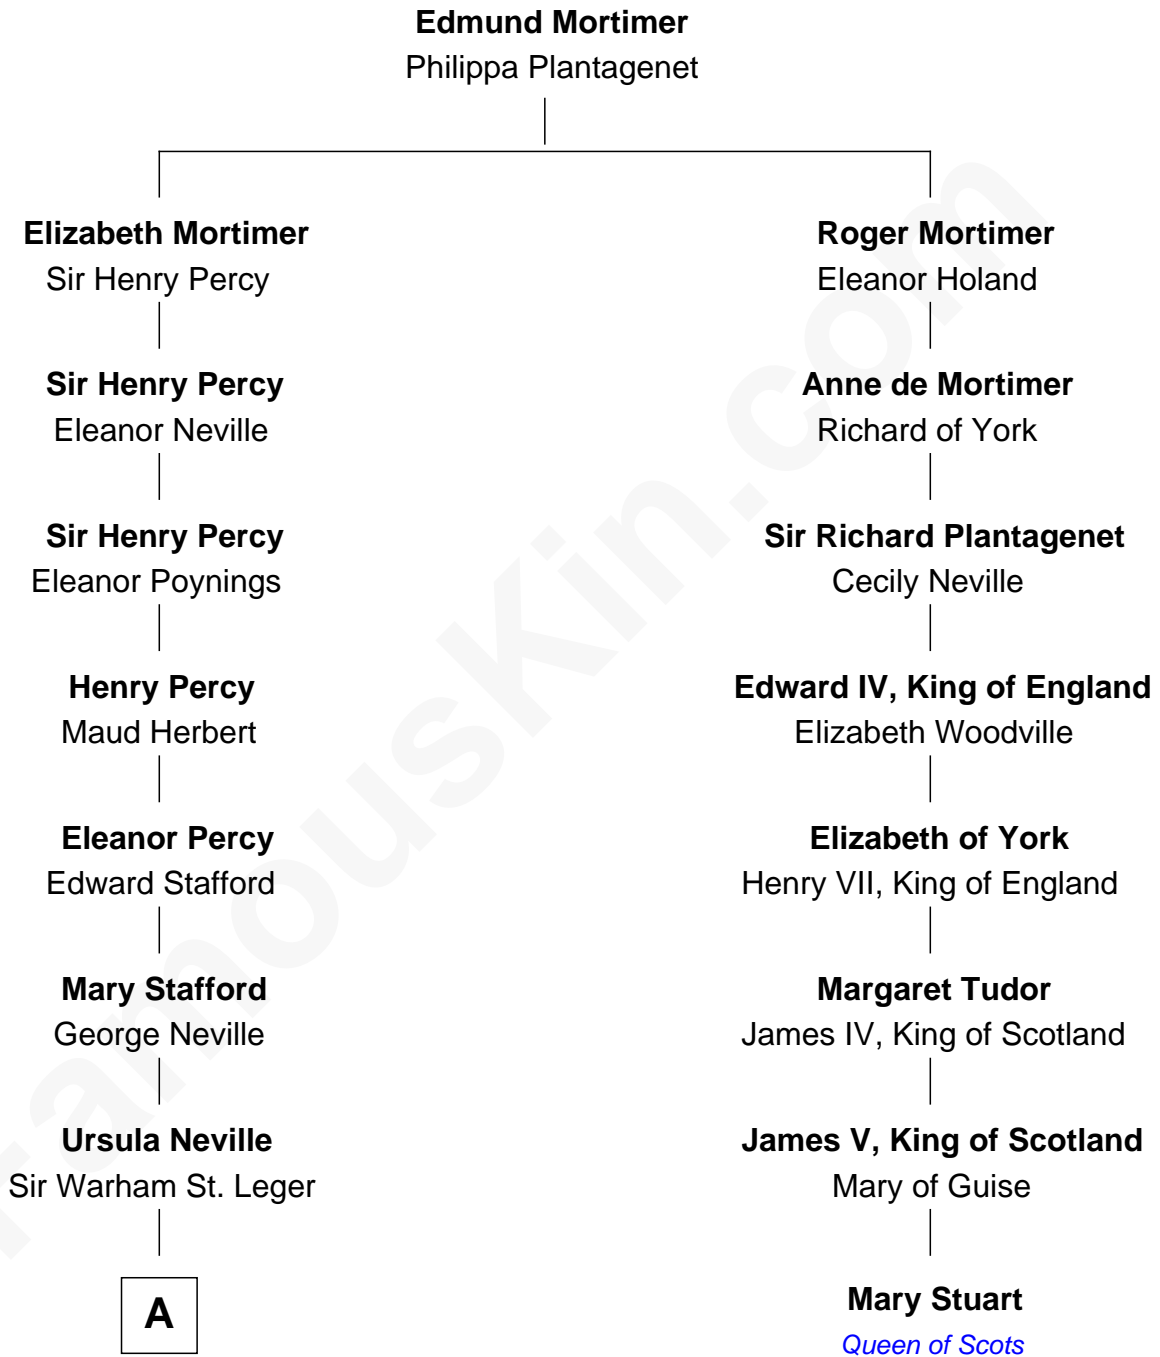 Edmund Mortimer
Philippa Plantagenet
Elizabeth Mortimer
Sir Henry Percy
Roger Mortimer
Eleanor Holand
Sir Henry Percy
Eleanor Neville
Anne de Mortimer
Richard of York
Sir Henry Percy
Eleanor Poynings
Sir Richard Plantagenet
Cecily Neville
Henry Percy
Maud Herbert
Edward IV, King of England
Elizabeth Woodville
Eleanor Percy
Edward Stafford
Elizabeth of York
Henry VII, King of England
Mary Stafford
George Neville
Margaret Tudor
James IV, King of Scotland
Ursula Neville
Sir Warham St. Leger
James V, King of Scotland
Mary of Guise
A
Mary Stuart
Queen of Scots
famouskin.com